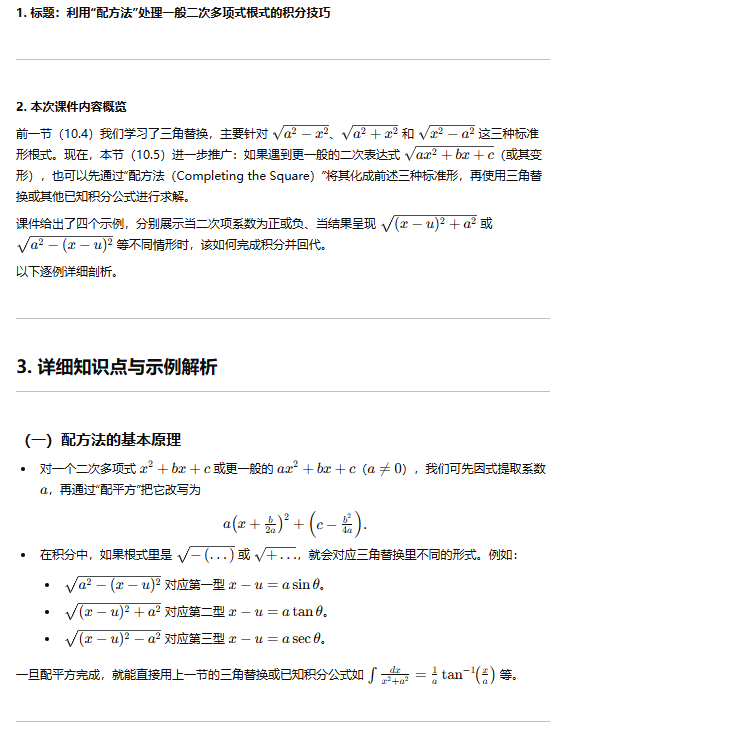 1. 标题：利用“配方法”处理一般二次多项式根式的积分技巧
2. 本次课件内容概览
前一节（10.4）我们学习了三角替换，主要针对 √(a² − x²)、√(a² + x²) 和 √(x² − a²) 这三种标准
形根式。现在，本节（10.5）进一步推广：如果遇到更一般的二次表达式 √(ax² + bx + c)（或其变
形），也可以先通过“配方法（Completing the Square）”将其化成前述三种标准形，再使用三角替
换或其他已知积分公式进行求解。
课件给出了四个示例，分别展示当二次项系数为正或负、当结果呈现 √((x − u)² + a²) 或
√(a² − (x − u)²) 等不同情形时，该如何完成积分并回代。
以下逐例详细剖析。
3. 详细知识点与示例解析
（一）配方法的基本原理
• 对一个二次多项式 x² + bx + c 或更一般的 ax² + bx + c（a ≠ 0），我们可先因式提取系数
a，再通过“配平方”把它改写为
a(x + b/2a)² + (c − b²/4a).
• 在积分中，如果根式里是 √−(…) 或 √+…，就会对应三角替换里不同的形式。例如：
• √(a² − (x − u)²) 对应第一型 x − u = a sin θ。
• √((x − u)² + a²) 对应第二型 x − u = a tan θ。
• √((x − u)² − a²) 对应第三型 x − u = a sec θ。
一旦配平方完成，就能直接用上一节的三角替换或已知积分公式如 ∫ dx/(x²+a²) = 1/a tan⁻¹(x/a) 等。